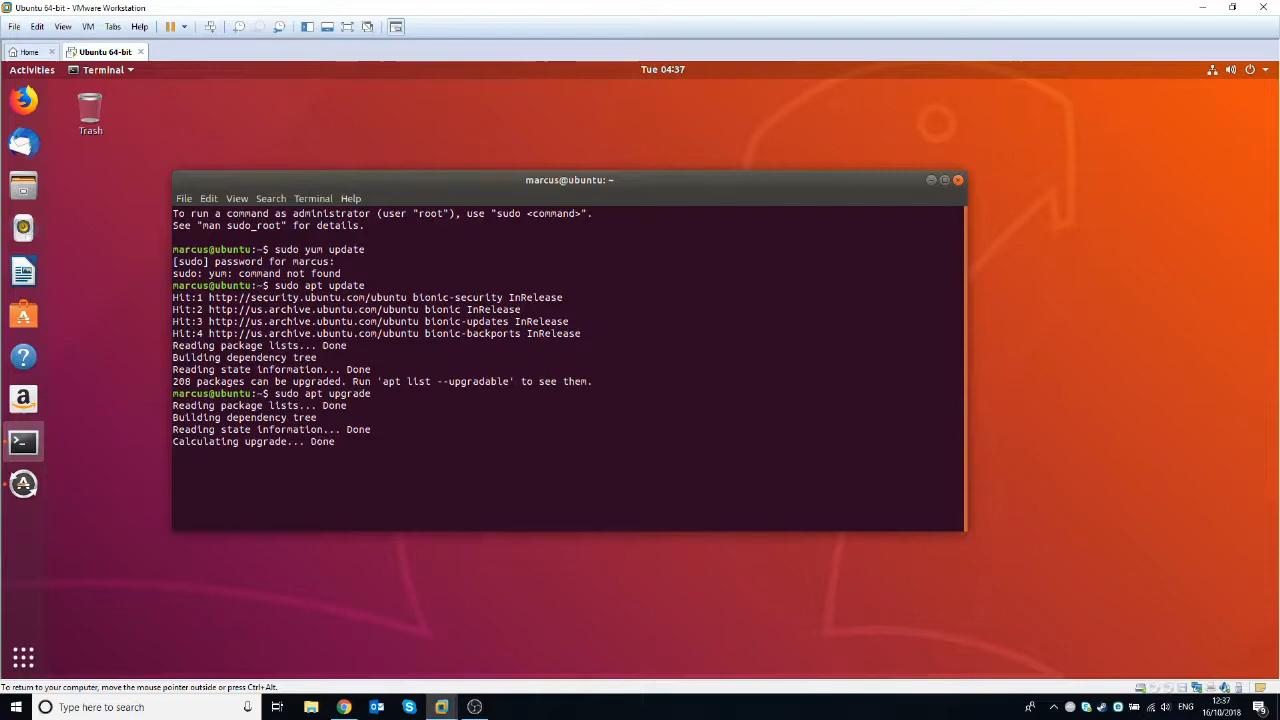 Ubuntu 64-bit - VMware Workstation
File Edit View VM Tabs Help
Home Ubuntu 64-bit
Activities Terminal Tue 04:37
Trash
marcus@ubuntu: ~
File Edit View Search Terminal Help
To run a command as administrator (user "root"), use "sudo <command>".
See "man sudo_root" for details.
marcus@ubuntu:~$ sudo yum update
[sudo] password for marcus:
sudo: yum: command not found
marcus@ubuntu:~$ sudo apt update
Hit:1 http://security.ubuntu.com/ubuntu bionic-security InRelease
Hit:2 http://us.archive.ubuntu.com/ubuntu bionic InRelease
Hit:3 http://us.archive.ubuntu.com/ubuntu bionic-updates InRelease
Hit:4 http://us.archive.ubuntu.com/ubuntu bionic-backports InRelease
Reading package lists... Done
Building dependency tree
Reading state information... Done
208 packages can be upgraded. Run 'apt list --upgradable' to see them.
marcus@ubuntu:~$ sudo apt upgrade
Reading package lists... Done
Building dependency tree
Reading state information... Done
Calculating upgrade... Done
To return to your computer, move the mouse pointer outside or press Ctrl+Alt.
Type here to search
ENG
12:37
16/10/2018